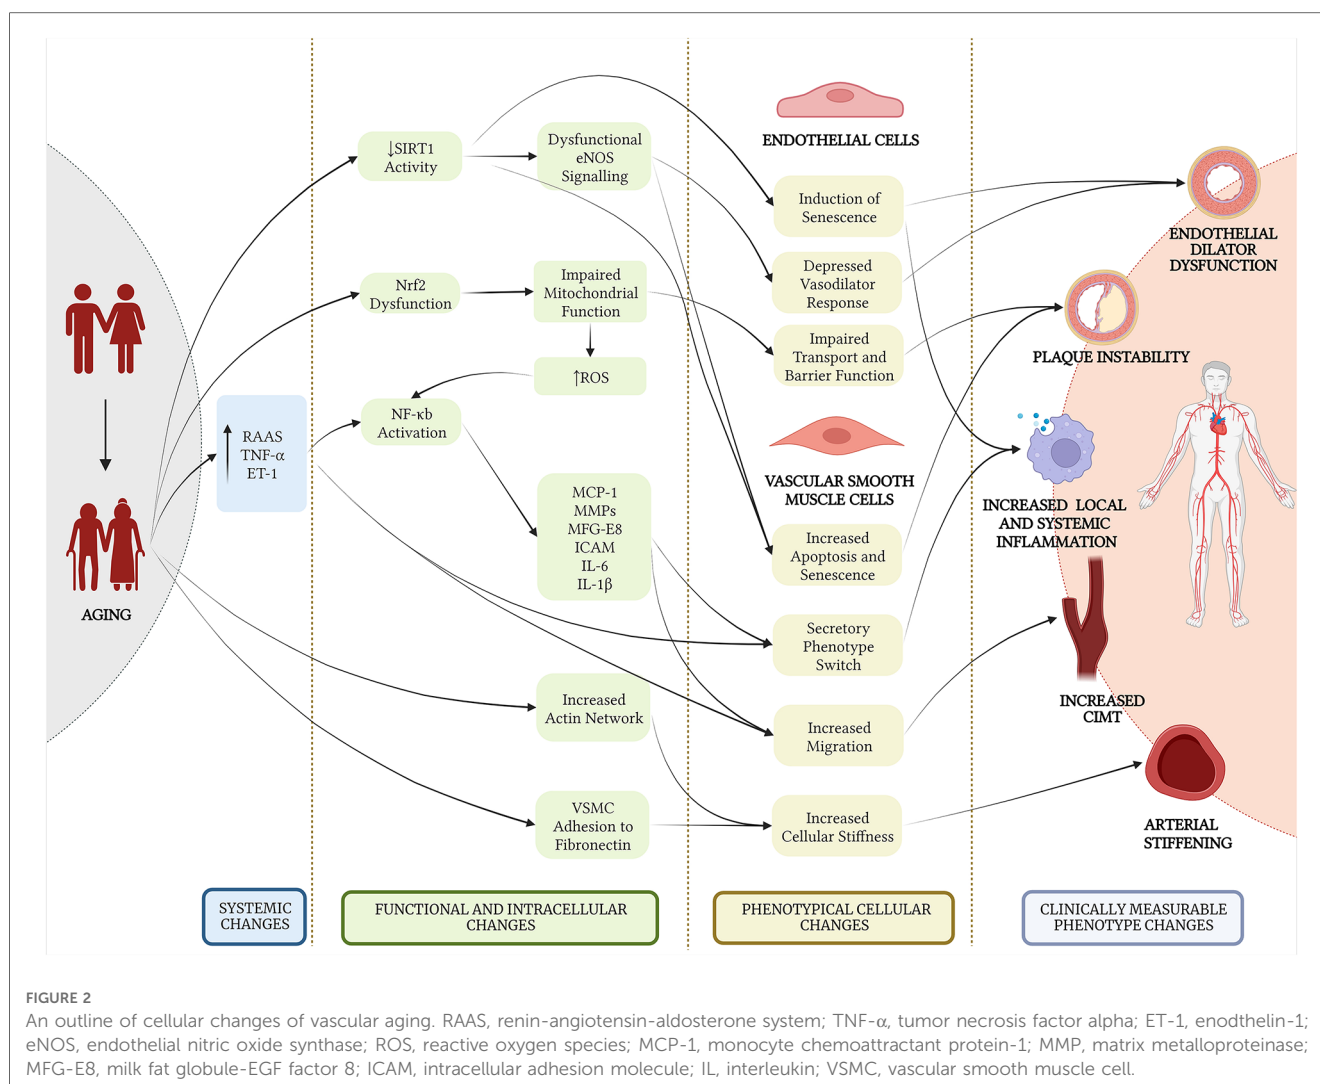 ENDOTHELIAL CELLS
↓SIRT1
Activity
Dysfunctional
eNOS
Signalling
Induction of
Senescence
ENDOTHELIAL
DILATOR
DYSFUNCTION
Nrf2
Dysfunction
Impaired
Mitochondrial
Function
Depressed
Vasodilator
Response
Impaired
Transport and
Barrier Function
PLAQUE INSTABILITY
↑ROS
NF-κb
Activation
RAAS
TNF-α
ET-1
VASCULAR SMOOTH
MUSCLE CELLS
MCP-1
MMPs
MFG-E8
ICAM
IL-6
IL-1β
INCREASED LOCAL
AND SYSTEMIC
INFLAMMATION
Increased
Apoptosis and
Senescence
AGING
Secretory
Phenotype
Switch
Increased
Actin Network
Increased
Migration
INCREASED
CIMT
VSMC
Adhesion to
Fibronectin
Increased
Cellular Stiffness
ARTERIAL
STIFFENING
SYSTEMIC
CHANGES
FUNCTIONAL AND INTRACELLULAR
CHANGES
PHENOTYPICAL CELLULAR
CHANGES
CLINICALLY MEASURABLE
PHENOTYPE CHANGES
FIGURE 2
An outline of cellular changes of vascular aging. RAAS, renin-angiotensin-aldosterone system; TNF-α, tumor necrosis factor alpha; ET-1, enodthelin-1;
eNOS, endothelial nitric oxide synthase; ROS, reactive oxygen species; MCP-1, monocyte chemoattractant protein-1; MMP, matrix metalloproteinase;
MFG-E8, milk fat globule-EGF factor 8; ICAM, intracellular adhesion molecule; IL, interleukin; VSMC, vascular smooth muscle cell.